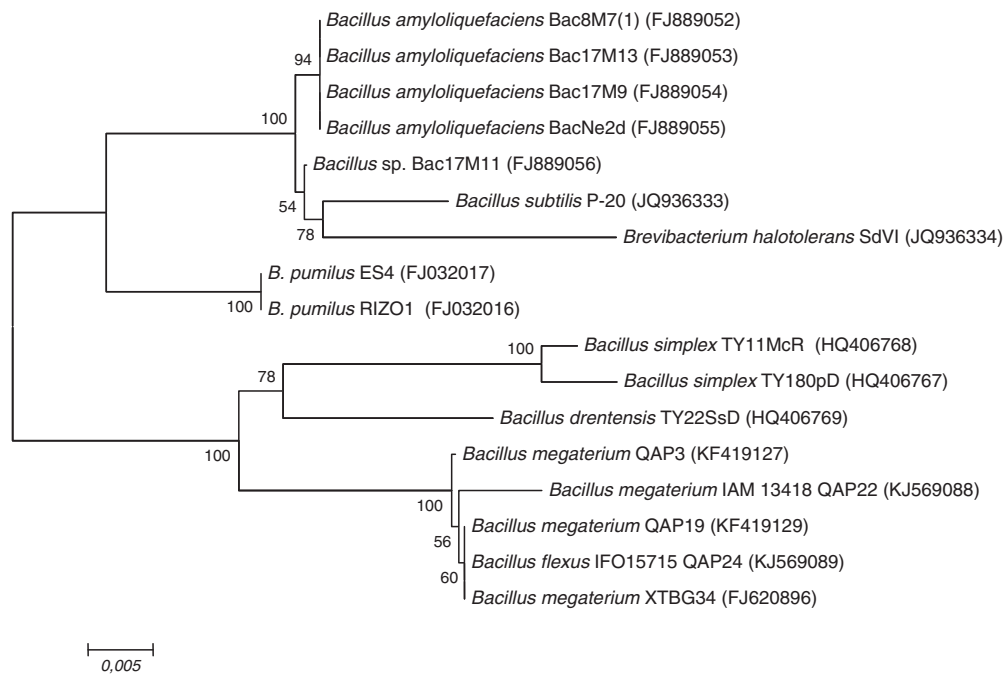 Bacillus amyloliquefaciens Bac8M7(1) (FJ889052)
94
Bacillus amyloliquefaciens Bac17M13 (FJ889053)
Bacillus amyloliquefaciens Bac17M9 (FJ889054)
100
Bacillus amyloliquefaciens BacNe2d (FJ889055)
Bacillus sp. Bac17M11 (FJ889056)
54
Bacillus subtilis P-20 (JQ936333)
78
Brevibacterium halotolerans SdVI (JQ936334)
B. pumilus ES4 (FJ032017)
100
B. pumilus RIZO1 (FJ032016)
100
Bacillus simplex TY11McR (HQ406768)
78
Bacillus simplex TY180pD (HQ406767)
Bacillus drentensis TY22SsD (HQ406769)
100
Bacillus megaterium QAP3 (KF419127)
Bacillus megaterium IAM 13418 QAP22 (KJ569088)
100
Bacillus megaterium QAP19 (KF419129)
56
Bacillus flexus IFO15715 QAP24 (KJ569089)
60
Bacillus megaterium XTBG34 (FJ620896)
0,005